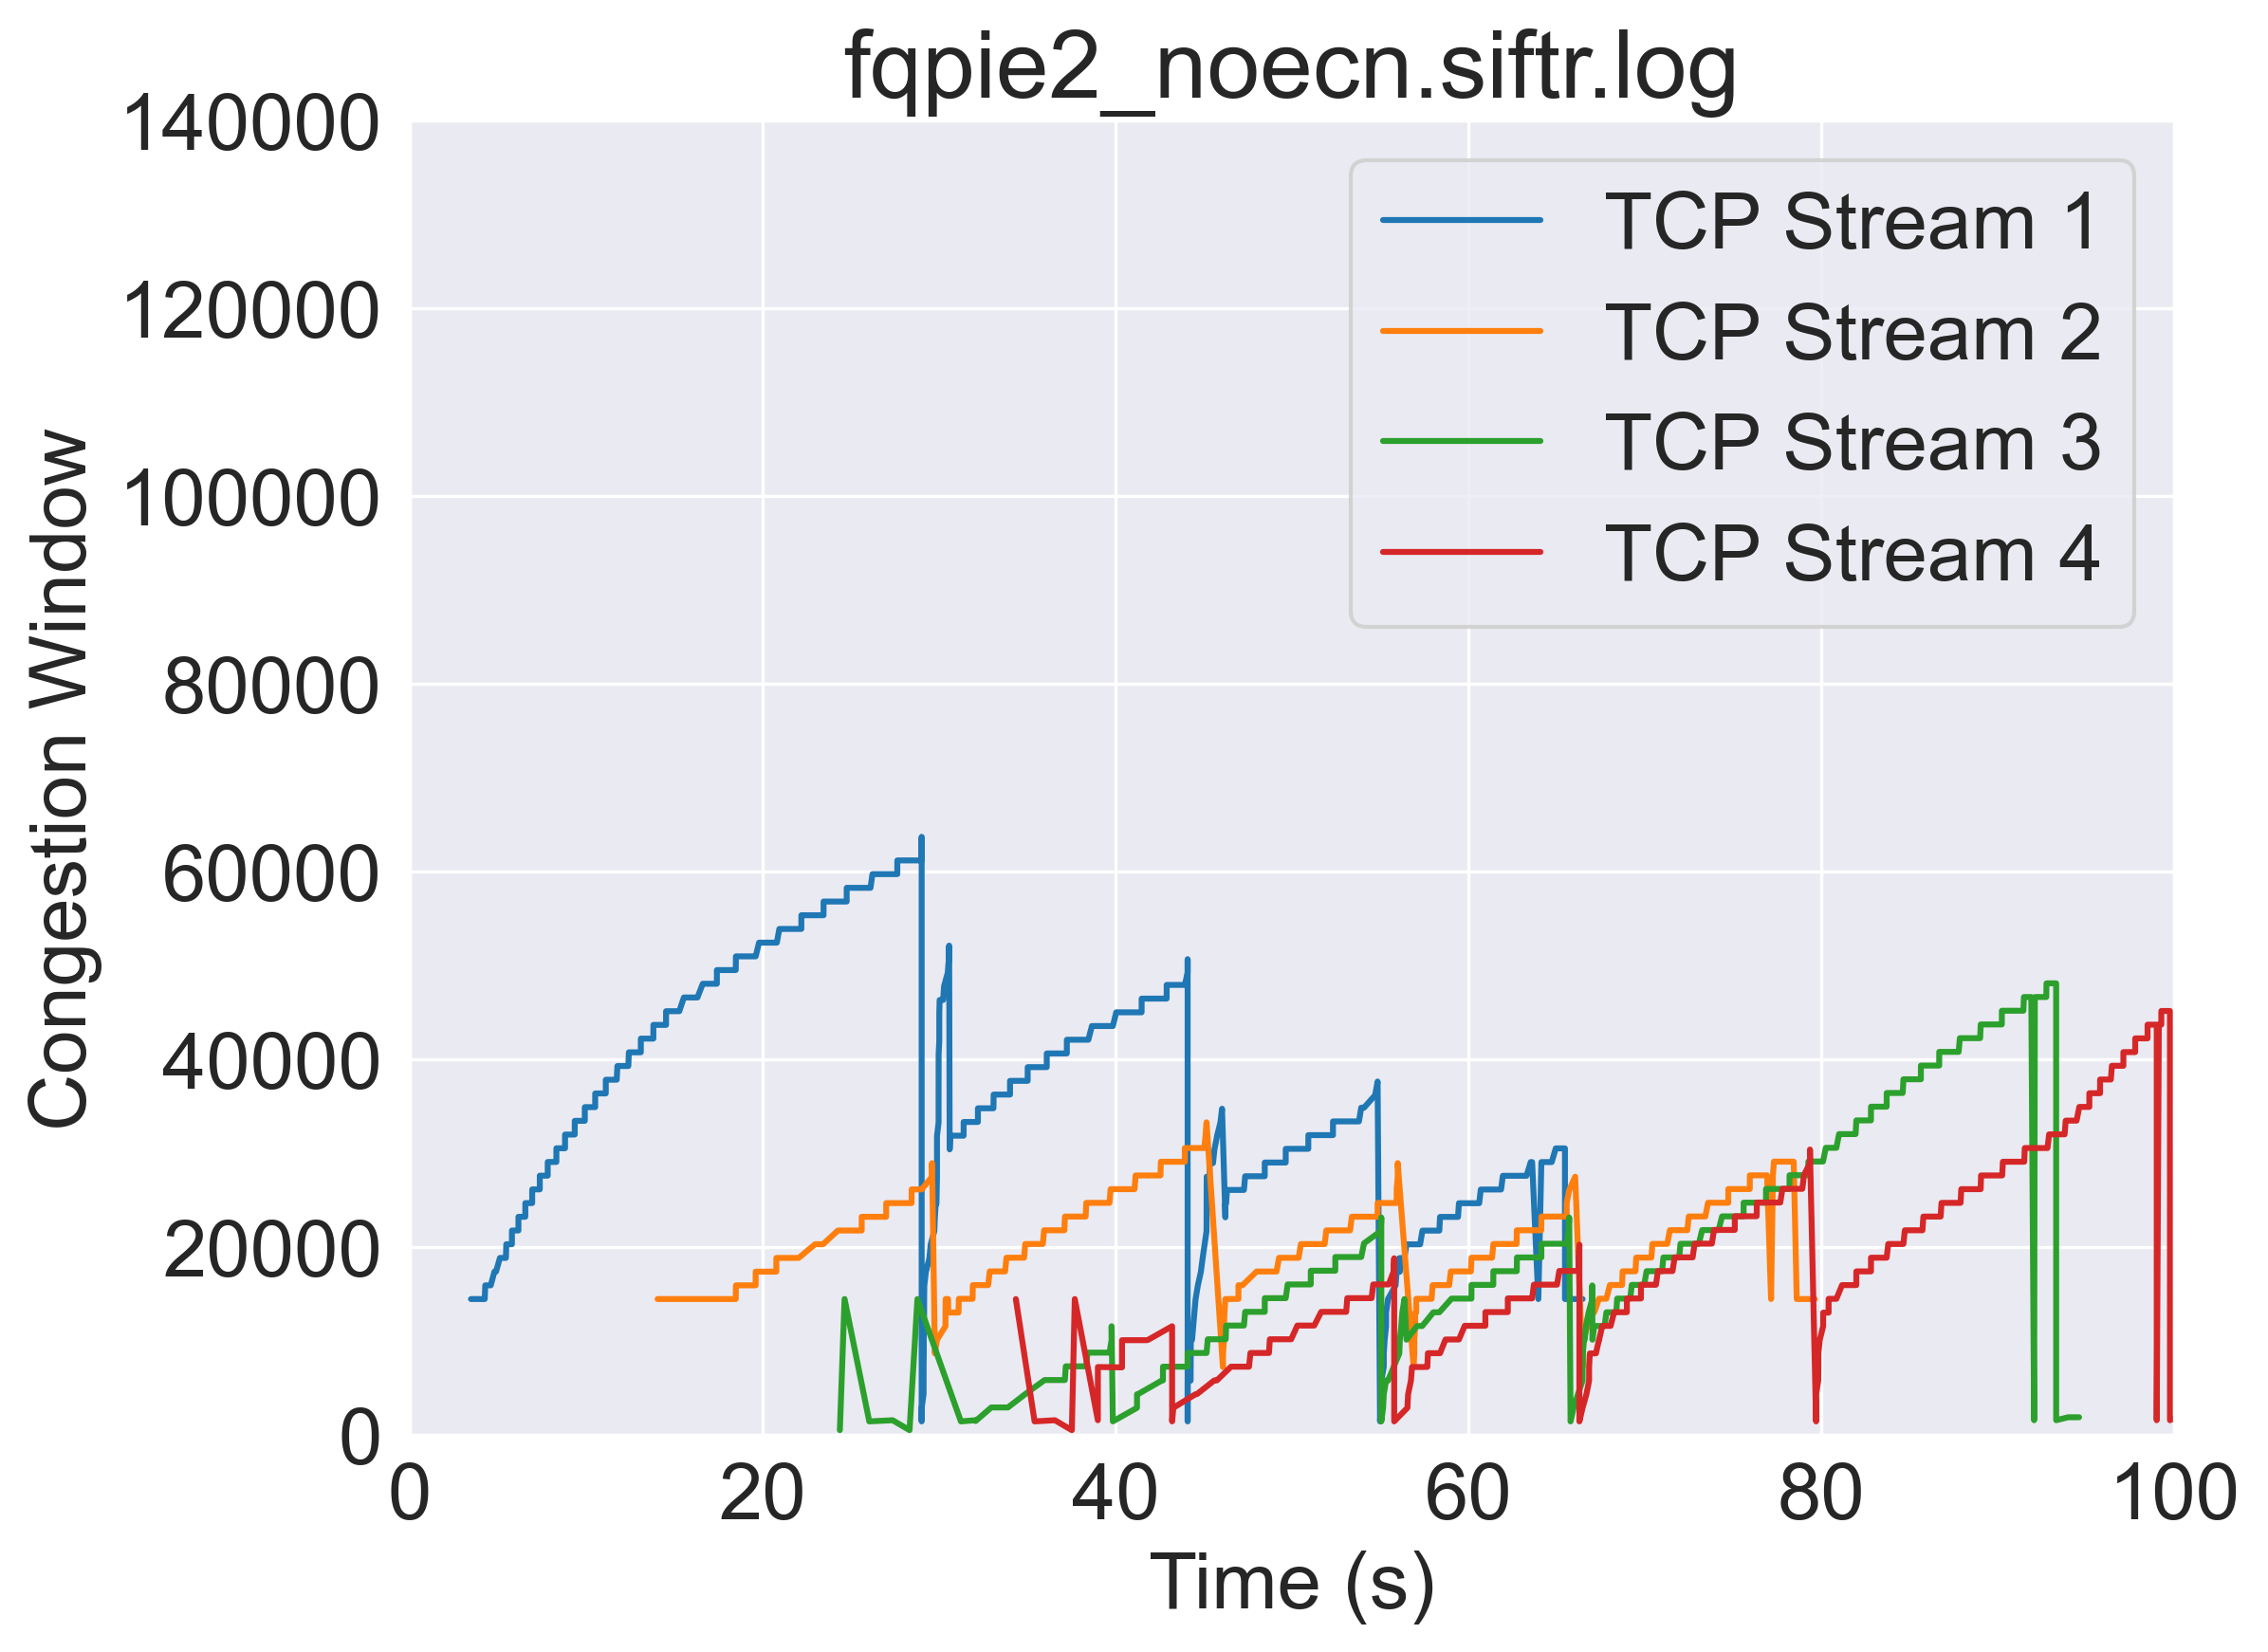 fqpie2_noecn.siftr.log
140000
120000
100000
80000
60000
40000
20000
0
Congestion Window
TCP Stream 1
TCP Stream 2
TCP Stream 3
TCP Stream 4
0 20 40 60 80 100
Time (s)